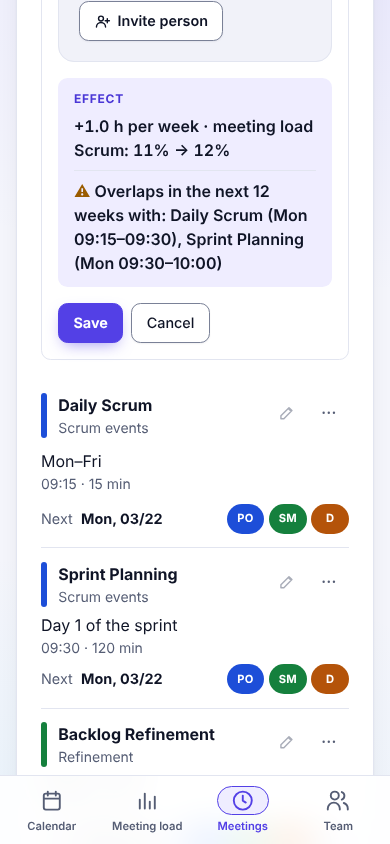 Invite person
EFFECT
+1.0 h per week · meeting load
Scrum: 11% → 12%
⚠ Overlaps in the next 12
weeks with: Daily Scrum (Mon
09:15–09:30), Sprint Planning
(Mon 09:30–10:00)
Save Cancel
Daily Scrum
Scrum events
Mon–Fri
09:15 · 15 min
Next Mon, 03/22 PO SM D
Sprint Planning
Scrum events
Day 1 of the sprint
09:30 · 120 min
Next Mon, 03/22 PO SM D
Backlog Refinement
Refinement
Calendar Meeting load Meetings Team